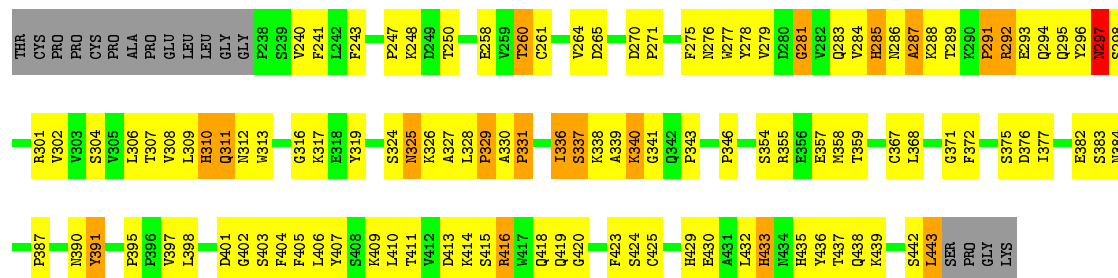 THR CYS PRO PRO CYS PRO ALA PRO GLU LEU LEU GLY GLY P238 S239 V240 F241 L242 F243 P247 K248 D249 T250 E258 V259 T260 C261 V264 D265 D270 P271 F275 N276 W277 Y278 V279 D280 G281 V282 Q283 V284 H285 N286 A287 K288 T289 K290 P291 R292 E293 Q294 Q295 Y296 N297 S298
R301 V302 V303 S304 V305 L306 T307 V308 L309 H310 Q311 N312 W313 G316 K317 E318 Y319 S324 N325 K326 A327 L328 P329 A330 P331 I336 S337 K338 A339 K340 G341 Q342 P343 P346 S354 R355 E356 E357 M358 T359 C367 L368 G371 F372 S375 D376 I377 E382 S383 N384
P387 N390 Y391 P395 P396 V397 L398 D401 G402 S403 F404 F405 L406 Y407 S408 K409 L410 T411 V412 D413 K414 S415 R416 W417 Q418 Q419 G420 F423 S424 C425 H429 E430 A431 L432 H433 N434 H435 Y436 T437 Q438 K439 S442 L443 SER PRO GLY LYS